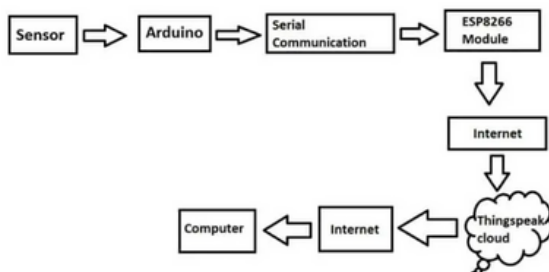 Sensor
Arduino
Serial
Communication
ESP8266
Module
Internet
Thingspeak
cloud
Internet
Computer